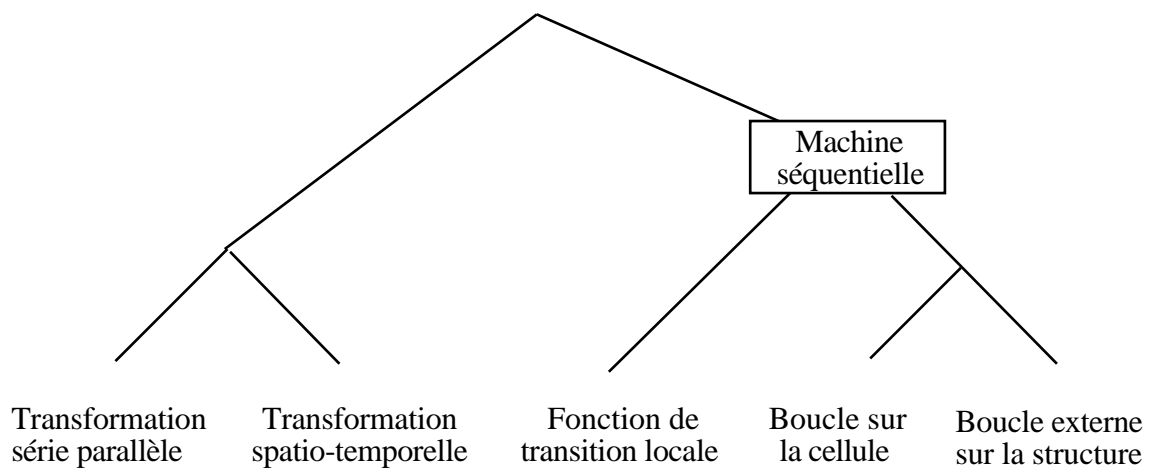 Machine
séquentielle
Transformation
série parallèle
Transformation
spatio-temporelle
Fonction de
transition locale
Boucle sur
la cellule
Boucle externe
sur la structure